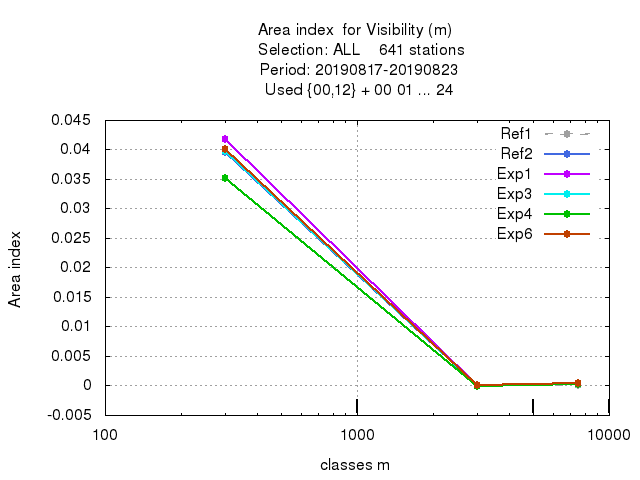 Area index  for Visibility (m)
Selection: ALL    641 stations
Period: 20190817-20190823
Used {00,12} + 00 01 ... 24
0.045
0.04
0.035
0.03
0.025
0.02
0.015
0.01
0.005
0
-0.005
Area index
Ref1
Ref2
Exp1
Exp3
Exp4
Exp6
100 1000 10000
classes m